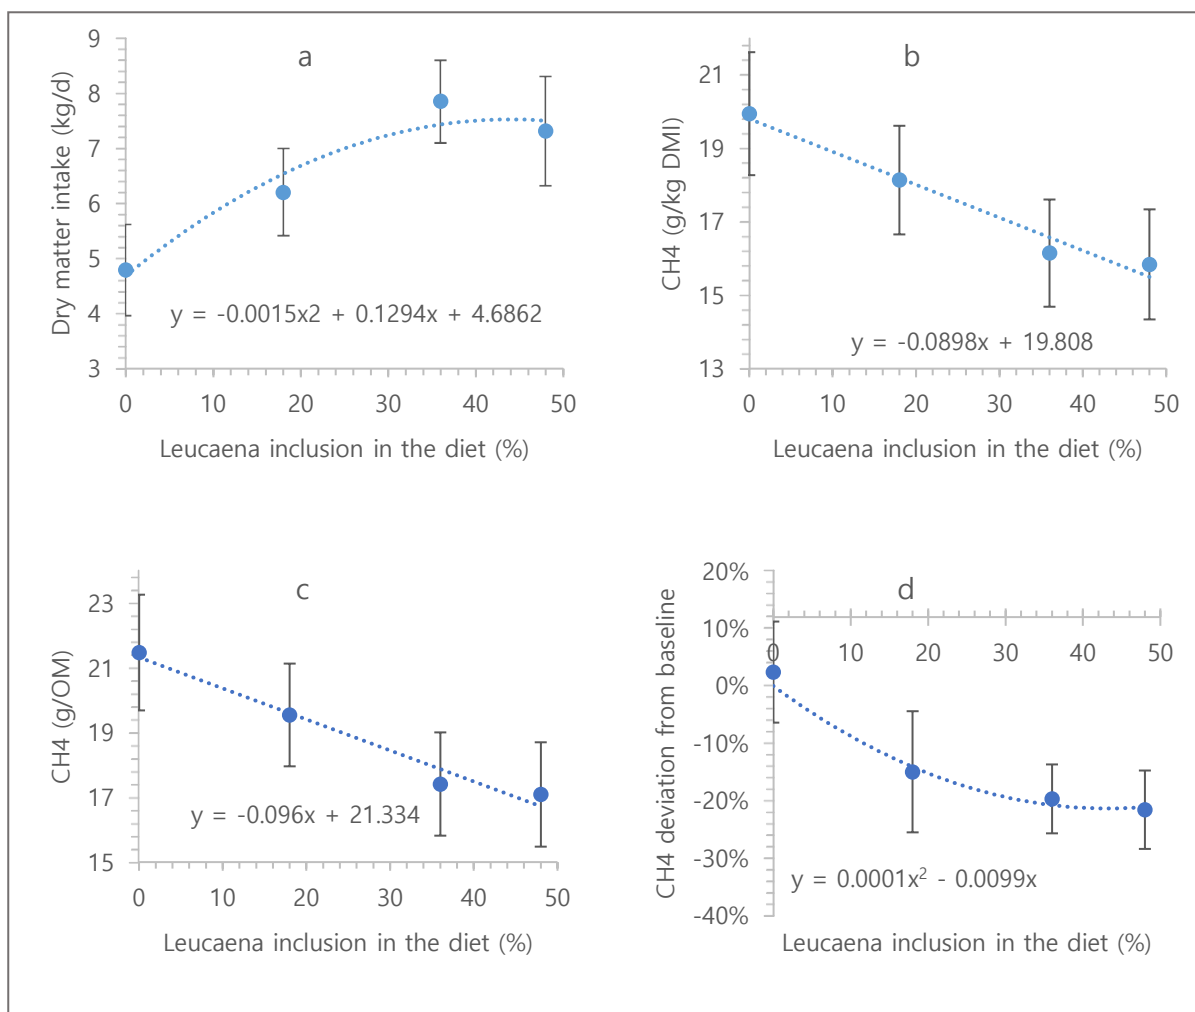 a
9
8
7
6
5
4
3
Dry matter intake (kg/d)
y = -0.0015x2 + 0.1294x + 4.6862
0 10 20 30 40 50
Leucaena inclusion in the diet (%)
b
21
19
17
15
13
CH4 (g/kg DMI)
y = -0.0898x + 19.808
0 10 20 30 40 50
Leucaena inclusion in the diet (%)
c
23
21
19
17
15
CH4 (g/OM)
y = -0.096x + 21.334
0 10 20 30 40 50
Leucaena inclusion in the diet (%)
d
20%
10%
0%
-10%
-20%
-30%
-40%
CH4 deviation from baseline
0 10 20 30 40 50
y = 0.0001x² - 0.0099x
Leucaena inclusion in the diet (%)